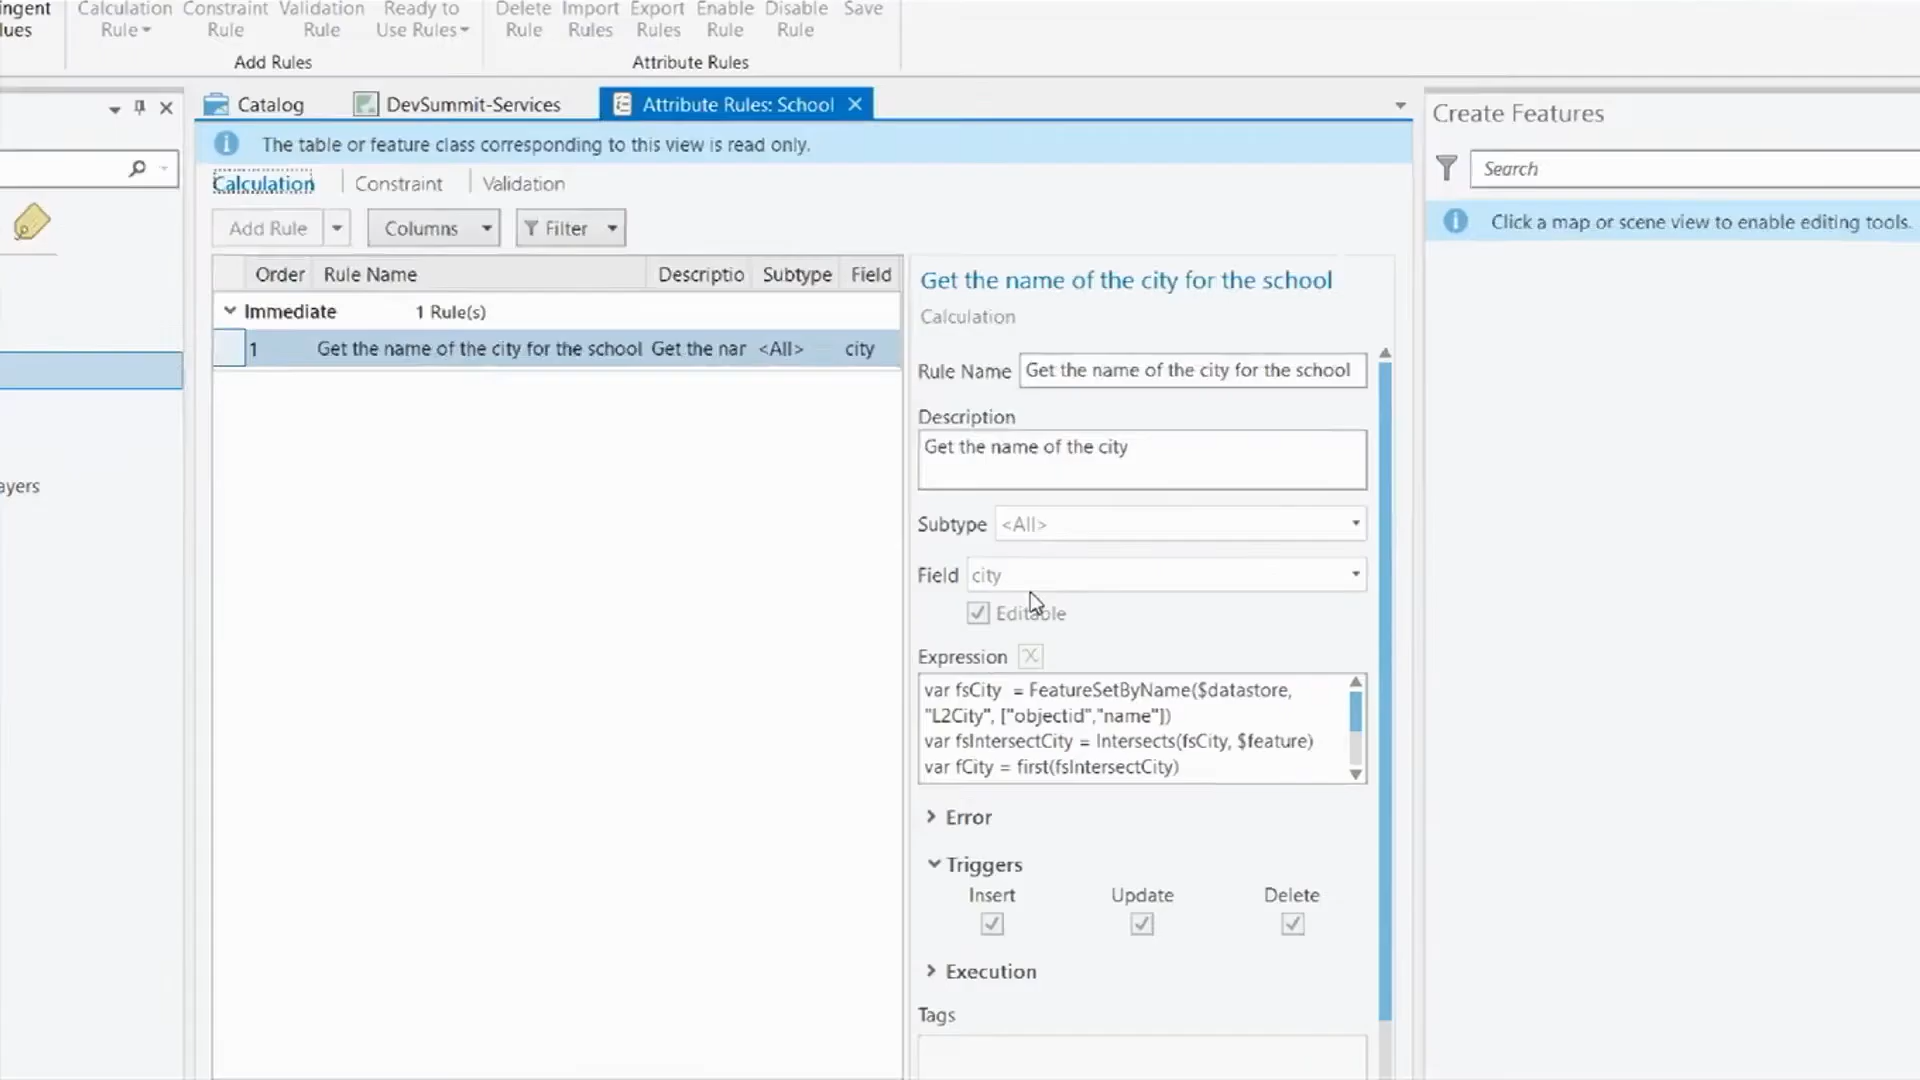 ingent
lues
Calculation
Rule
Constraint
Rule
Validation
Rule
Ready to
Use Rules
Add Rules
Delete
Rule
Import
Rules
Export
Rules
Enable
Rule
Disable
Rule
Save
Attribute Rules
Catalog
DevSummit-Services
Attribute Rules: School
The table or feature class corresponding to this view is read only.
Calculation
Constraint
Validation
Add Rule
Columns
Filter
Order
Rule Name
Descriptio
Subtype
Field
Immediate
1 Rule(s)
1
Get the name of the city for the school
Get the nar
<All>
city
ayers
Get the name of the city for the school
Calculation
Rule Name
Get the name of the city for the school
Description
Get the name of the city
Subtype
<All>
Field
city
Editable
Expression
var fsCity  = FeatureSetByName($datastore,
"L2City", ["objectid","name"])
var fsIntersectCity = Intersects(fsCity, $feature)
var fCity = first(fsIntersectCity)
Error
Triggers
Insert
Update
Delete
Execution
Tags
Create Features
Search
Click a map or scene view to enable editing tools.